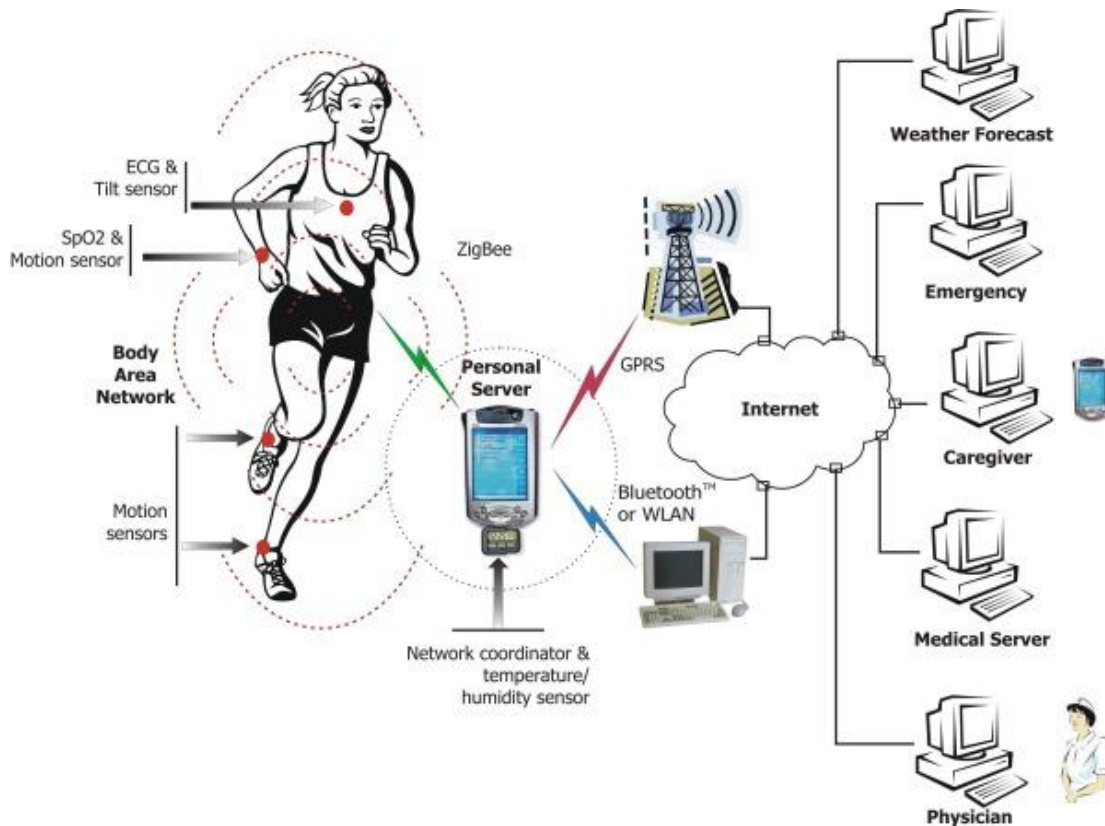 ECG &
Tilt sensor
SpO2 &
Motion sensor
Body
Area
Network
Motion
sensors
ZigBee
Personal
Server
Network coordinator &
temperature/
humidity sensor
GPRS
Bluetooth™
or WLAN
Internet
Weather Forecast
Emergency
Caregiver
Medical Server
Physician